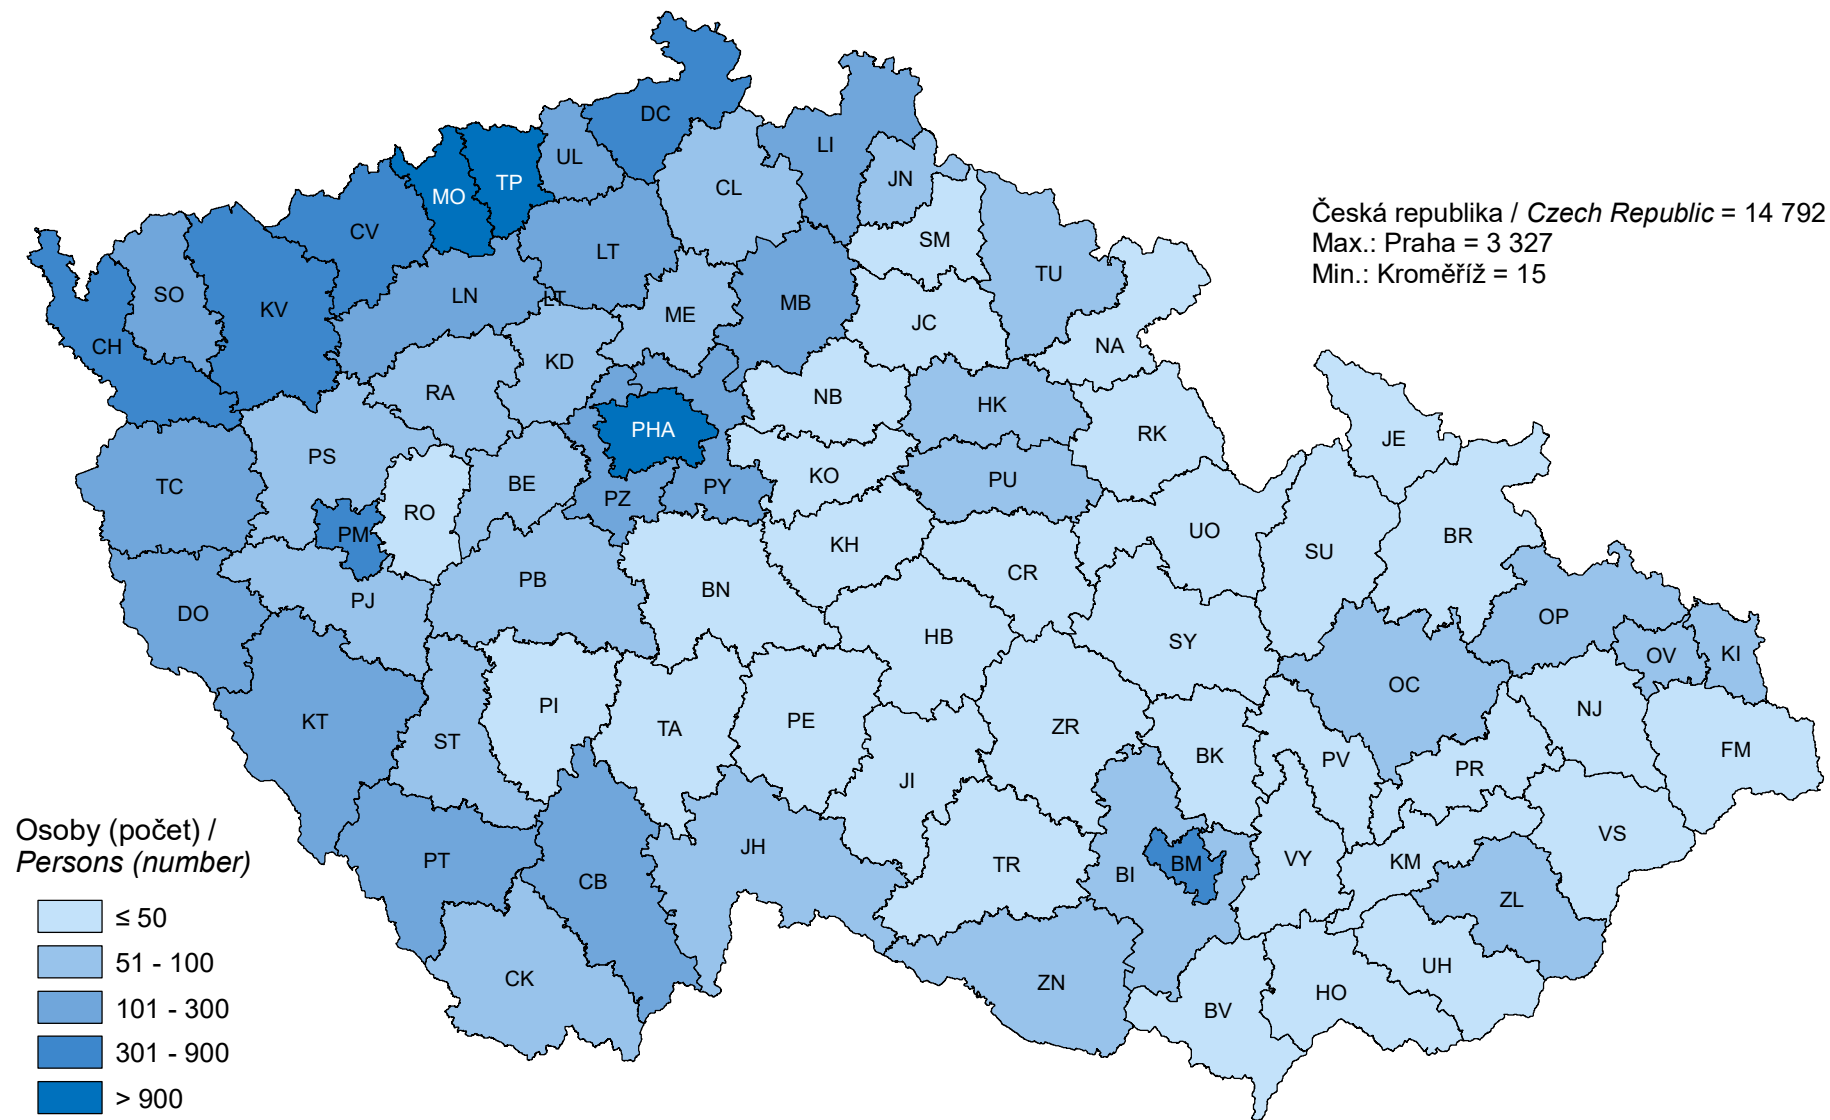 DC
UL
LI
TP
MO
CL
JN
CV
SM
LT
TU
SO
KV
LN
LT
ME
MB
JC
CH
KD
NA
RA
NB
HK
PHA
RK
JE
PS
TC
BE
PZ
PY
KO
PU
RO
PM
UO
BR
KH
SU
CR
PB
BN
PJ
DO
HB
SY
OP
OV
KI
OC
KT
ST
PI
TA
PE
ZR
NJ
BK
PV
PR
FM
JI
VS
PT
CB
JH
TR
BI
BM
VY
KM
ZL
CK
ZN
BV
HO
UH
Česká republika / Czech Republic = 14 792
Max.: Praha = 3 327
Min.: Kroměříž = 15
Osoby (počet) /
Persons (number)
≤ 50
51 - 100
101 - 300
301 - 900
> 900